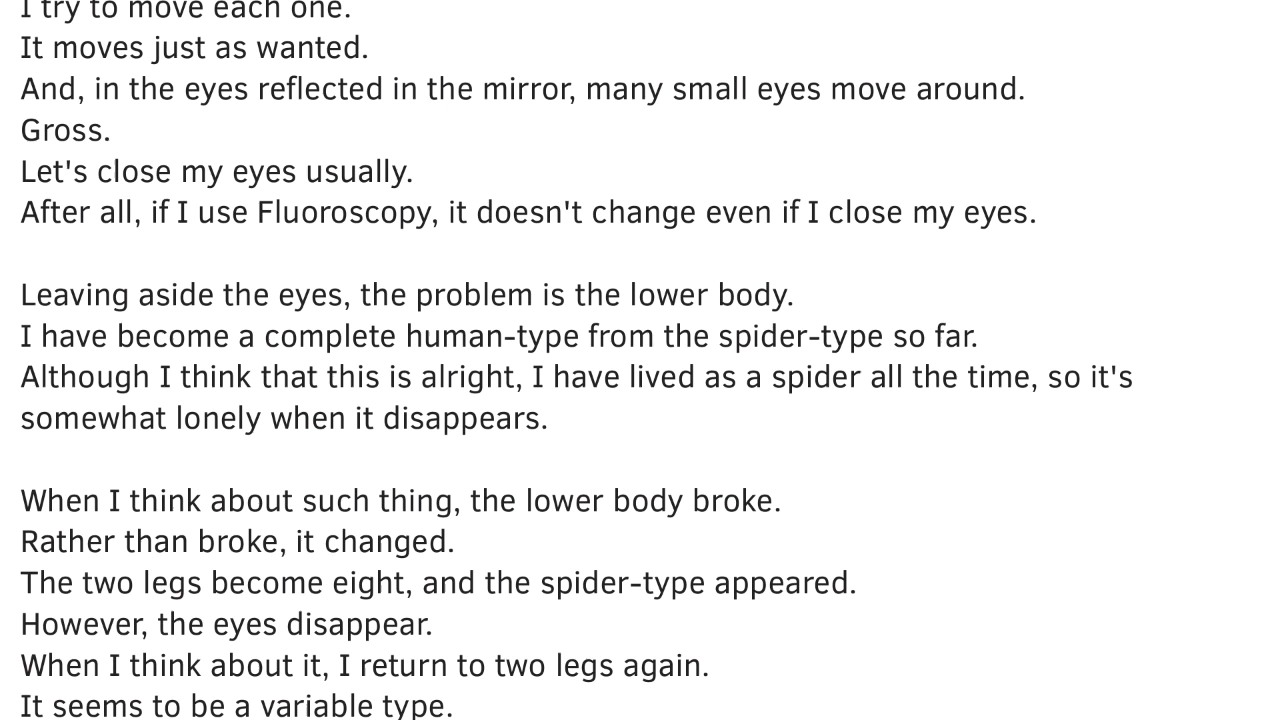 I try to move each one.
It moves just as wanted.
And, in the eyes reflected in the mirror, many small eyes move around.
Gross.
Let's close my eyes usually.
After all, if I use Fluoroscopy, it doesn't change even if I close my eyes.
Leaving aside the eyes, the problem is the lower body.
I have become a complete human-type from the spider-type so far.
Although I think that this is alright, I have lived as a spider all the time, so it's
somewhat lonely when it disappears.
When I think about such thing, the lower body broke.
Rather than broke, it changed.
The two legs become eight, and the spider-type appeared.
However, the eyes disappear.
When I think about it, I return to two legs again.
It seems to be a variable type.